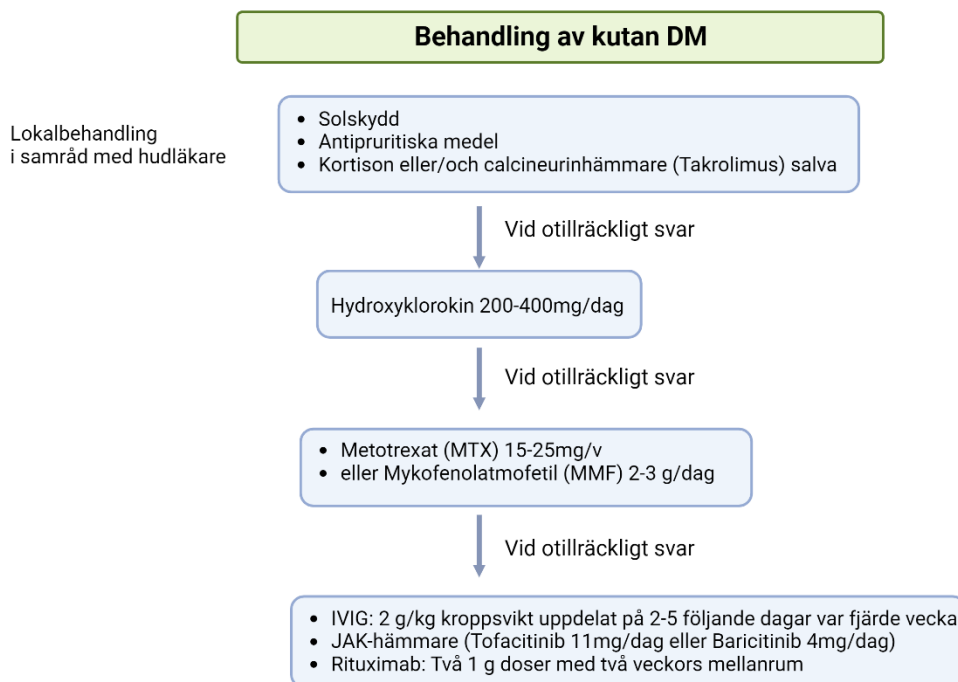 Behandling av kutan DM
Lokalbehandling
i samråd med hudläkare
• Solskydd
• Antipruritiska medel
• Kortison eller/och calcineurinhämmare (Takrolimus) salva
Vid otillräckligt svar
Hydroxyklorokin 200-400mg/dag
Vid otillräckligt svar
• Metotrexat (MTX) 15-25mg/v
• eller Mykofenolatmofetil (MMF) 2-3 g/dag
Vid otillräckligt svar
• IVIG: 2 g/kg kroppsvikt uppdelat på 2-5 följande dagar var fjärde vecka
• JAK-hämmare (Tofacitinib 11mg/dag eller Baricitinib 4mg/dag)
• Rituximab: Två 1 g doser med två veckors mellanrum